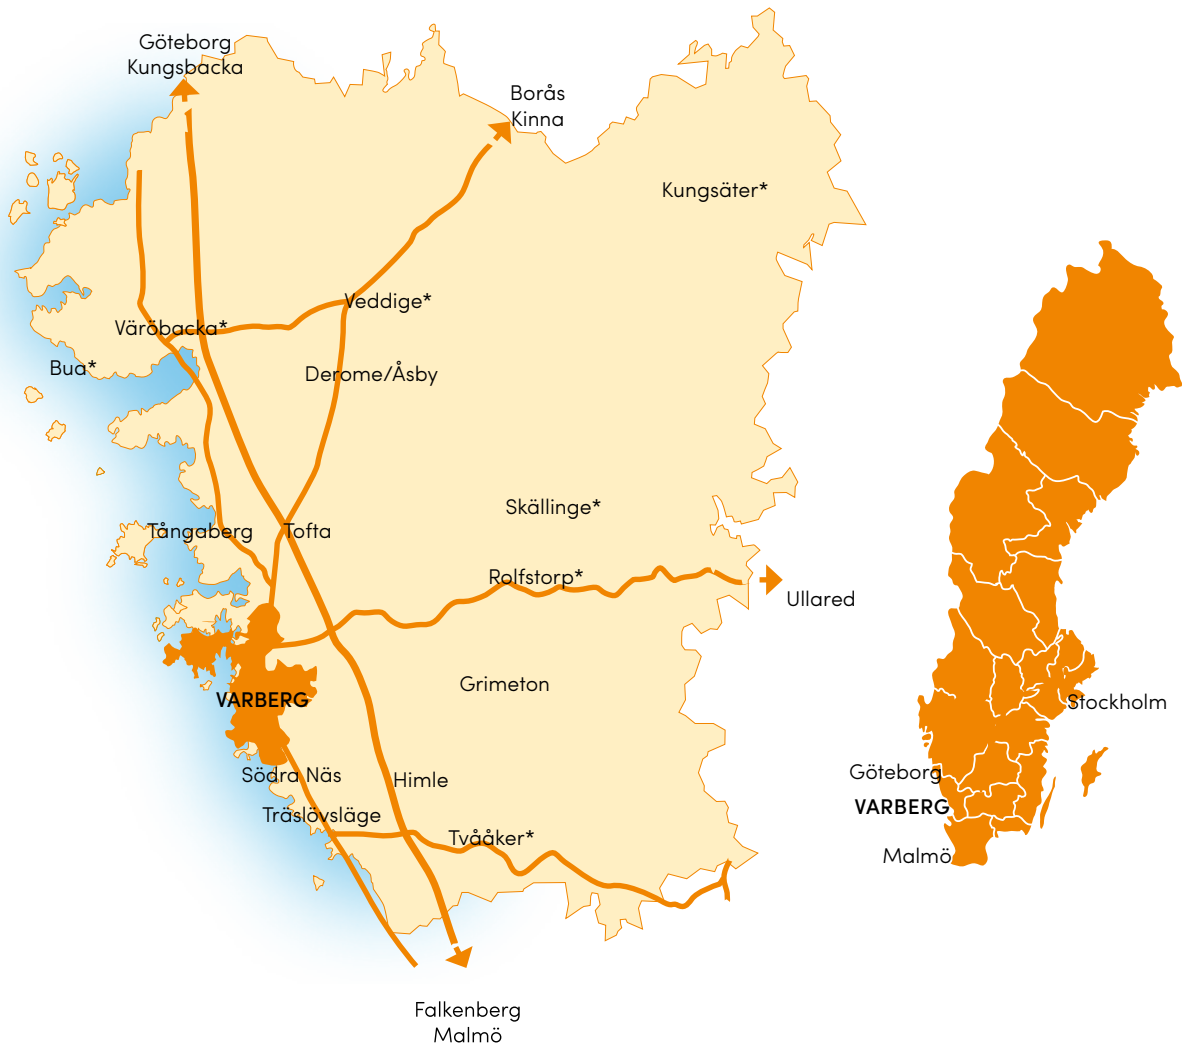 Göteborg
Kungsbacka
Borås
Kinna
Kungsäter*
Veddige*
Väröbacka*
Bua*
Derome/Åsby
Skällinge*
Tångaberg
Tofta
Rolfstorp*
Ullared
Grimeton
VARBERG
Södra Näs
Himle
Träslövsläge
Tvååker*
Falkenberg
Malmö
Stockholm
Göteborg
VARBERG
Malmö